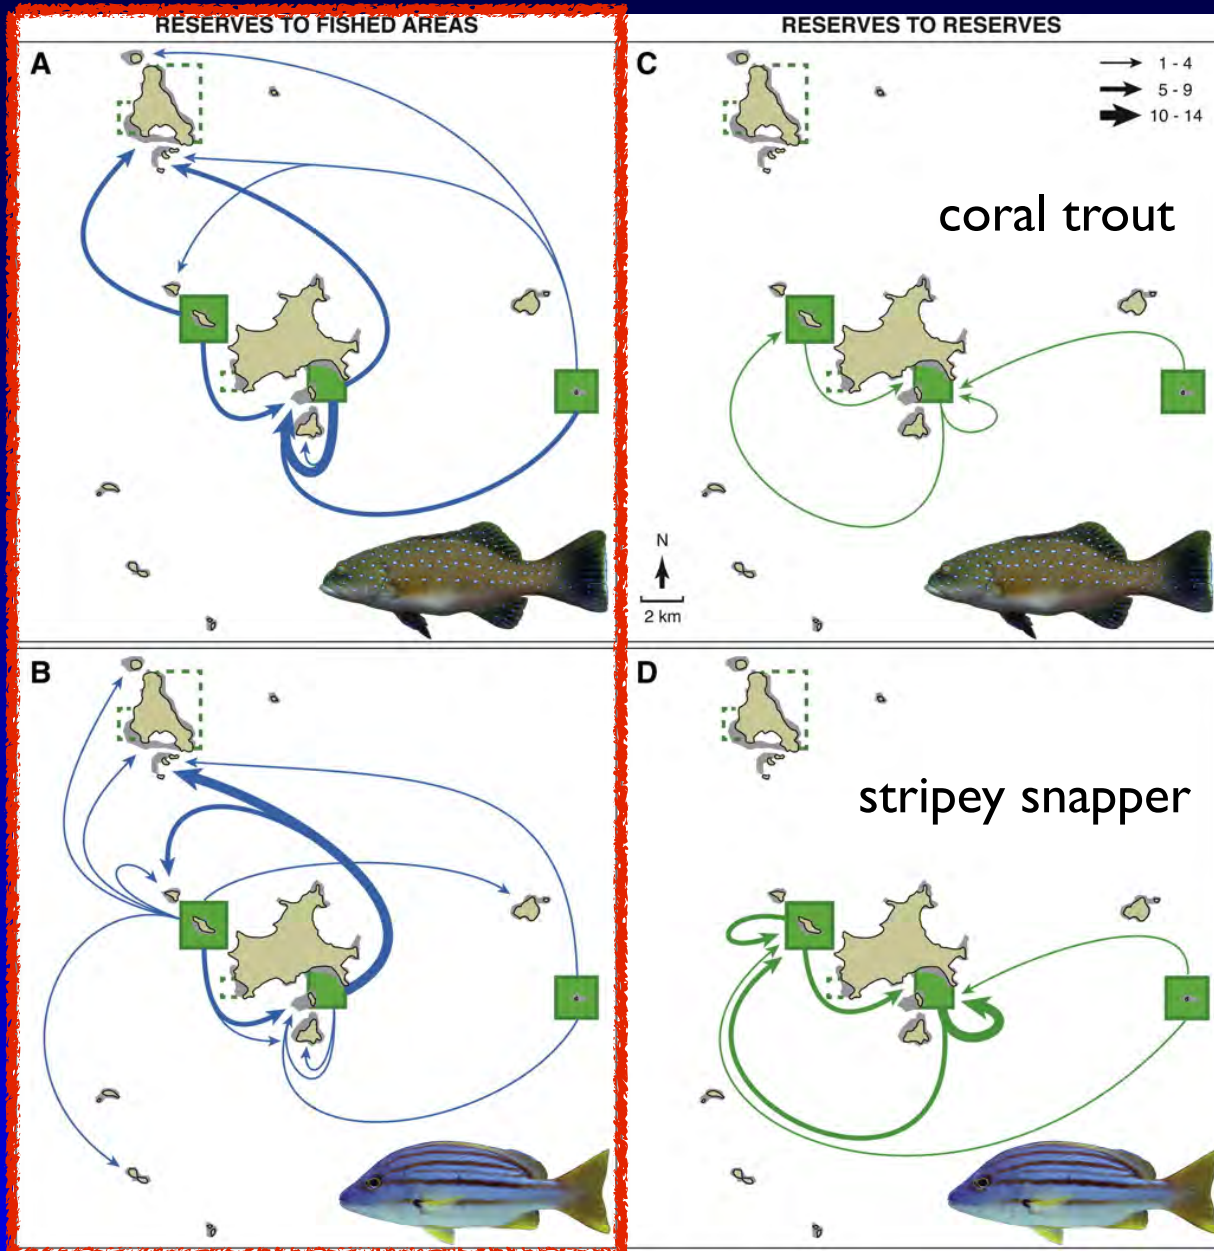 RESERVES TO FISHED AREAS
RESERVES TO RESERVES
A
C
1 - 4
5 - 9
10 - 14
coral trout
N
2 km
B
D
stripey snapper